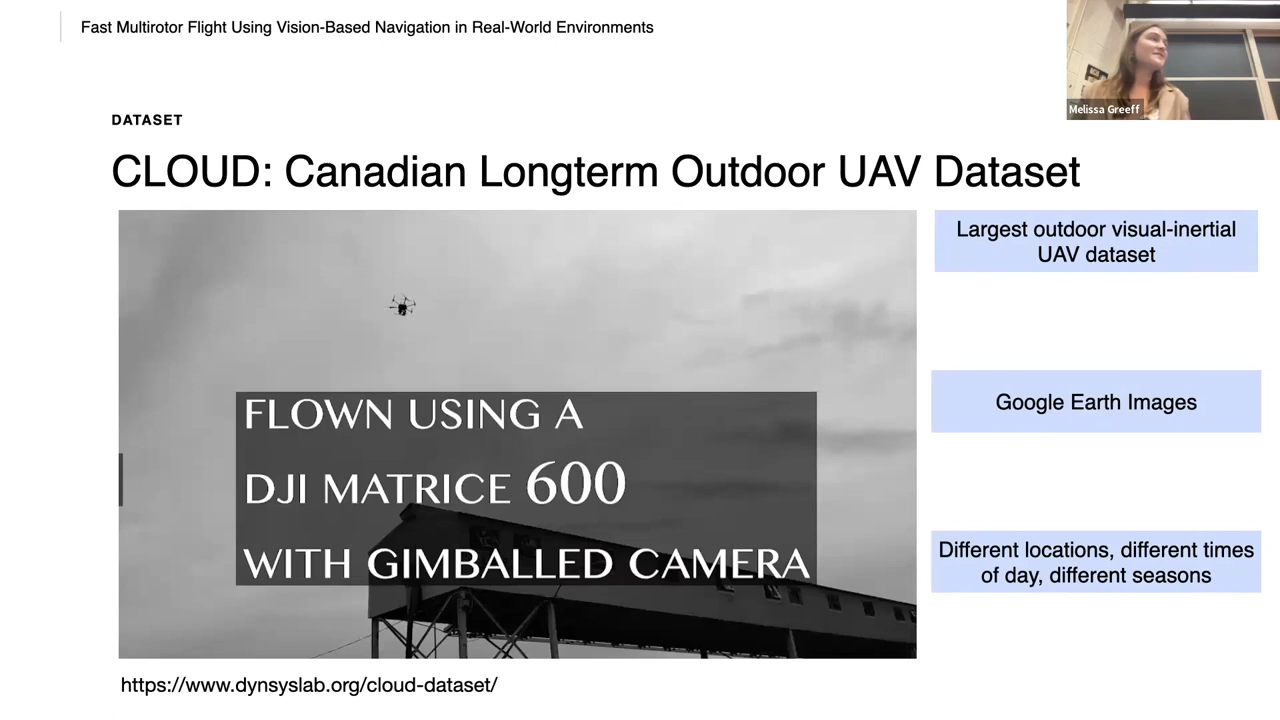 Fast Multirotor Flight Using Vision-Based Navigation in Real-World Environments
Melissa Greeff
DATASET
CLOUD: Canadian Longterm Outdoor UAV Dataset
FLOWN USING A
DJI MATRICE 600
WITH GIMBALLED CAMERA
Largest outdoor visual-inertial
UAV dataset
Google Earth Images
Different locations, different times
of day, different seasons
https://www.dynsyslab.org/cloud-dataset/